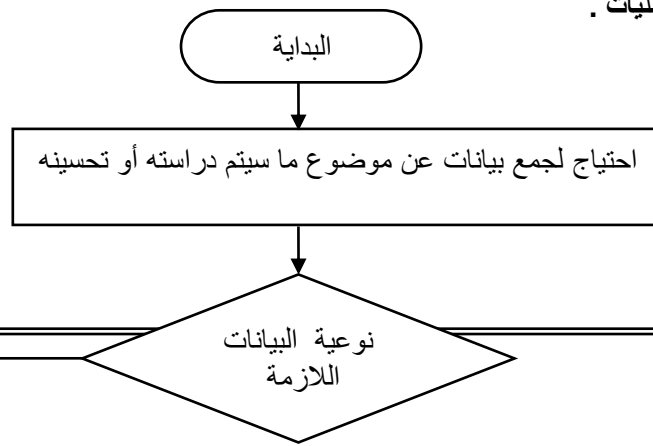 البداية
احتياج لجمع بيانات عن موضوع ما سيتم دراسته أو تحسينه
نوعية البيانات
اللازمة